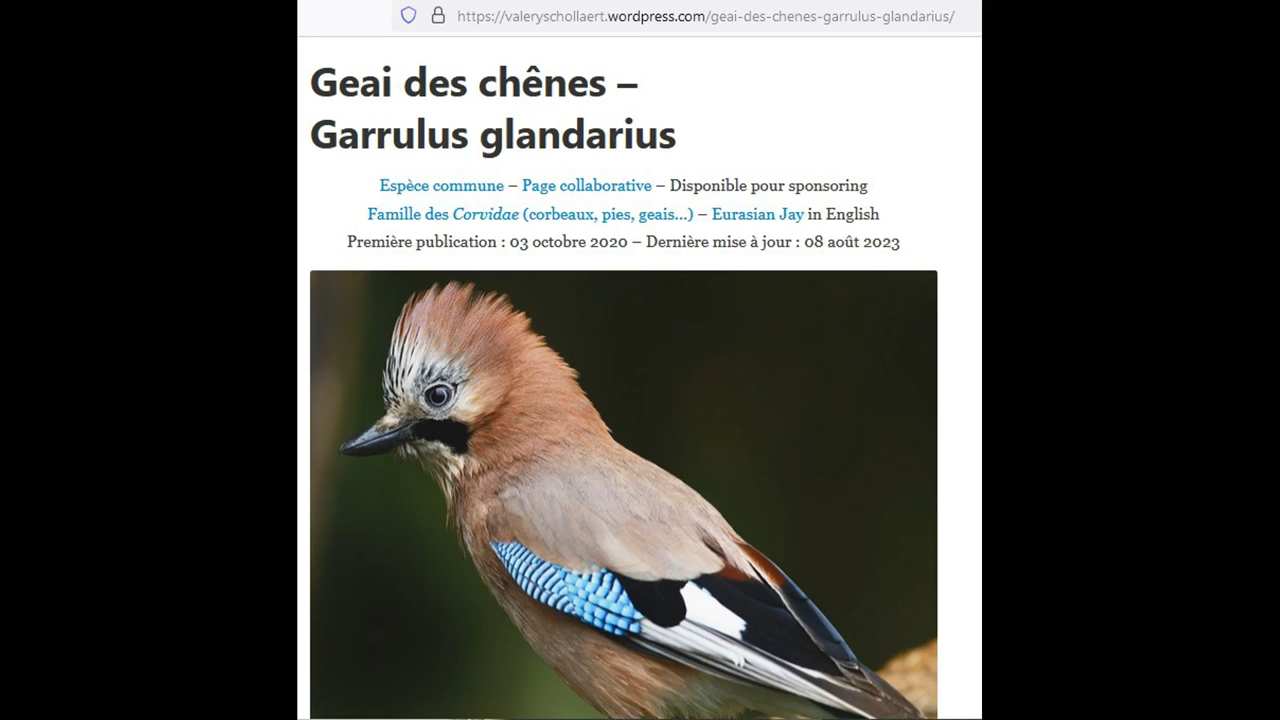 https://valeryschollaert.wordpress.com/geai-des-chenes-garrulus-glandarius/
Geai des chênes –
Garrulus glandarius
Espèce commune – Page collaborative – Disponible pour sponsoring
Famille des Corvidae (corbeaux, pies, geais...) – Eurasian Jay in English
Première publication : 03 octobre 2020 – Dernière mise à jour : 08 août 2023